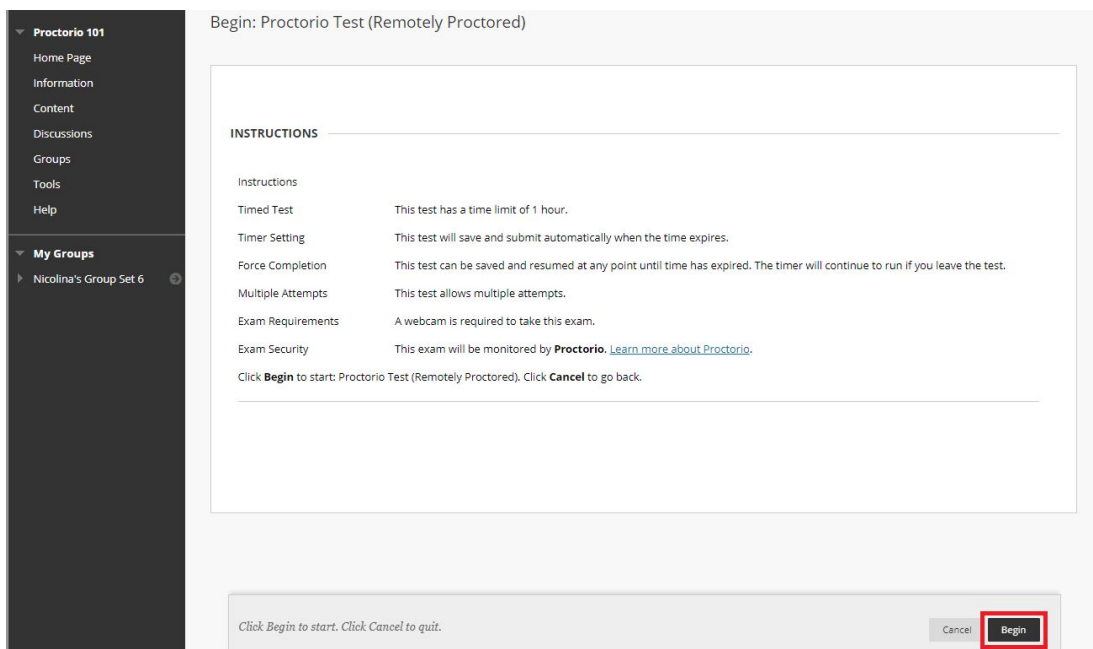 Proctorio 101
Home Page
Information
Content
Discussions
Groups
Tools
Help
My Groups
Nicolina's Group Set 6
Begin: Proctorio Test (Remotely Proctored)
INSTRUCTIONS
Instructions
Timed Test This test has a time limit of 1 hour.
Timer Setting This test will save and submit automatically when the time expires.
Force Completion This test can be saved and resumed at any point until time has expired. The timer will continue to run if you leave the test.
Multiple Attempts This test allows multiple attempts.
Exam Requirements A webcam is required to take this exam.
Exam Security This exam will be monitored by Proctorio. Learn more about Proctorio.
Click Begin to start: Proctorio Test (Remotely Proctored). Click Cancel to go back.
Click Begin to start. Click Cancel to quit.
Cancel Begin